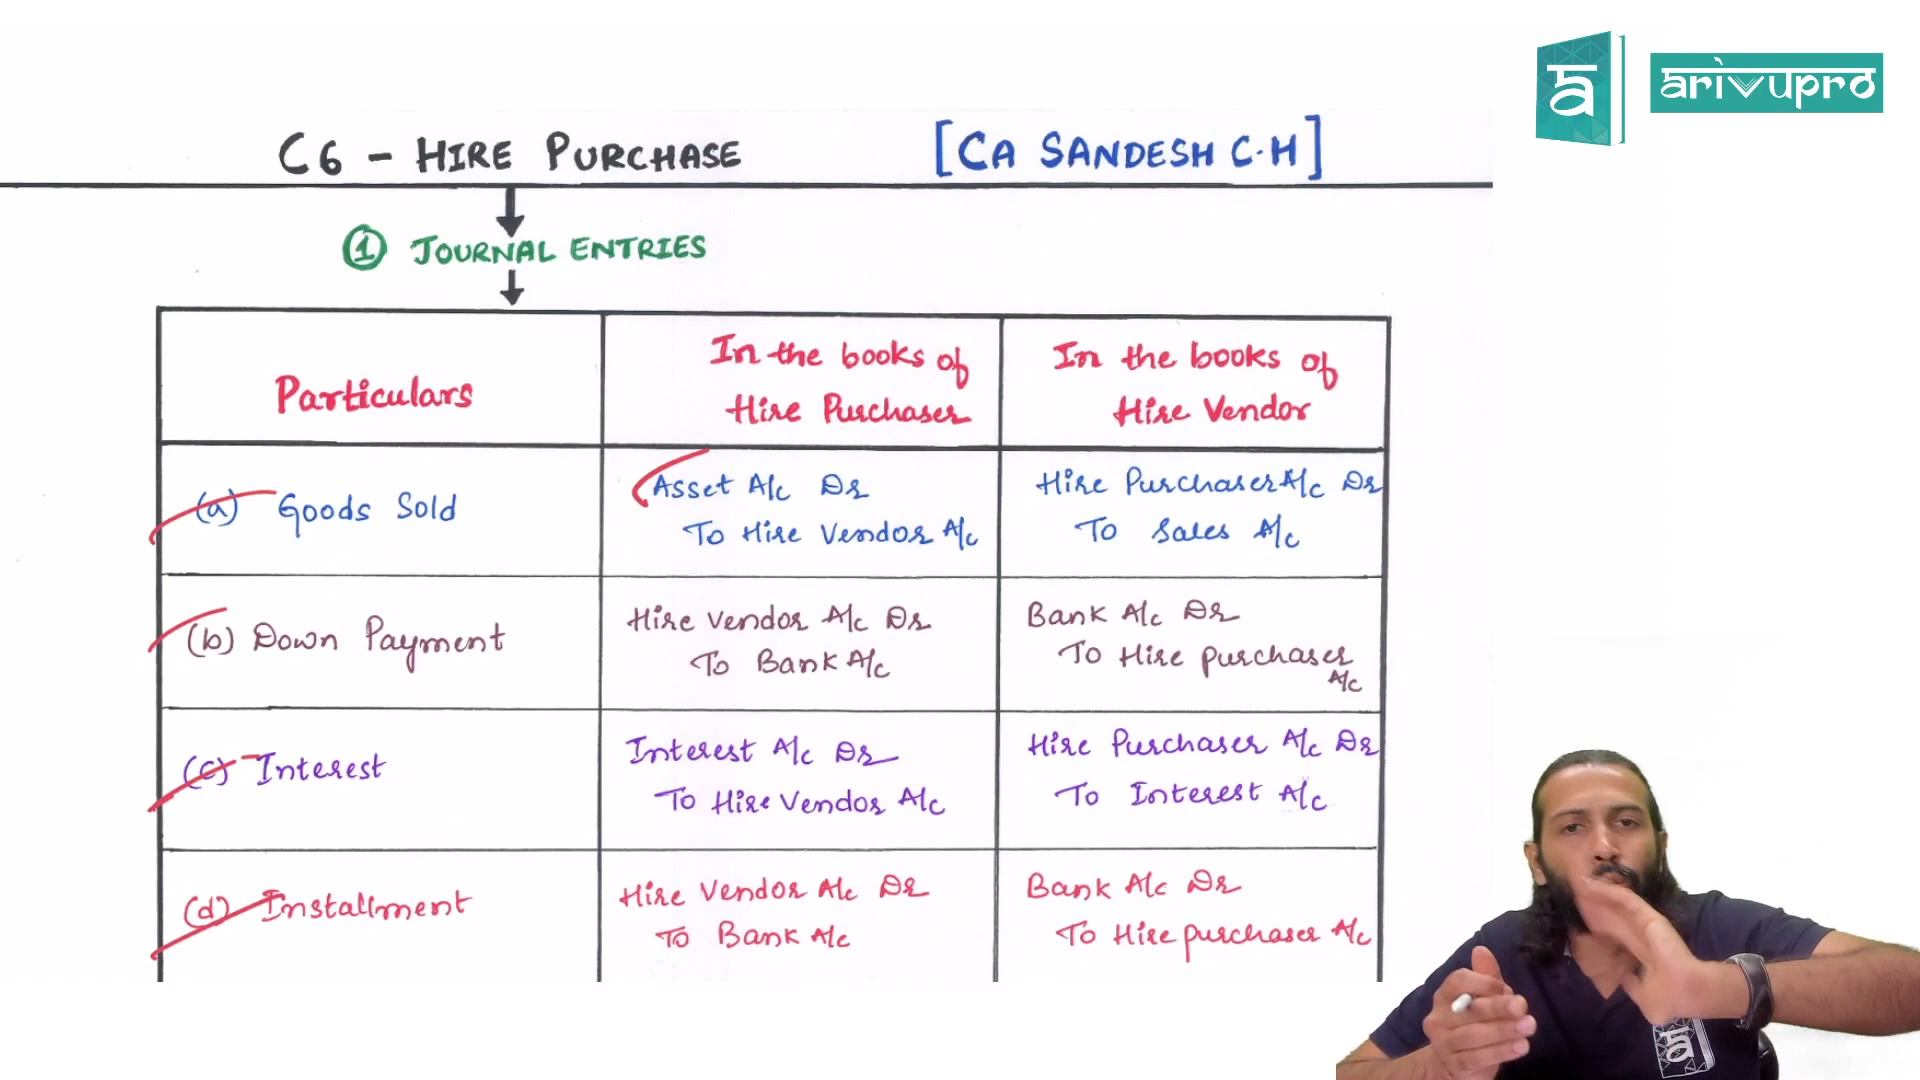 arivupro
C6 - HIRE PURCHASE [CA SANDESH C.H]
① JOURNAL ENTRIES
Particulars
In the books of
Hire Purchaser
In the books of
Hire Vendor
(a) Goods Sold
Asset A/c Dr
To Hire Vendor A/c
Hire Purchaser A/c Dr
To Sales A/c
(b) Down Payment
Hire Vendor A/c Dr
To Bank A/c
Bank A/c Dr
To Hire purchaser
A/c
(c) Interest
Interest A/c Dr
To Hire Vendor A/c
Hire Purchaser A/c Dr
To Interest A/c
(d) Installment
Hire Vendor A/c Dr
To Bank A/c
Bank A/c Dr
To Hire purchaser A/c